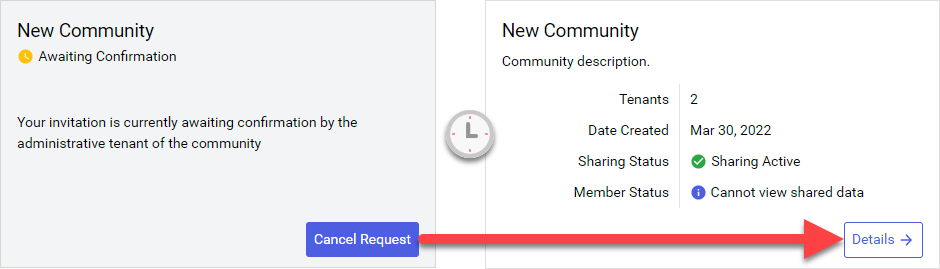 New Community
Awaiting Confirmation
Your invitation is currently awaiting confirmation by the
administrative tenant of the community
Cancel Request
New Community
Community description.
Tenants 2
Date Created Mar 30, 2022
Sharing Status Sharing Active
Member Status Cannot view shared data
Details